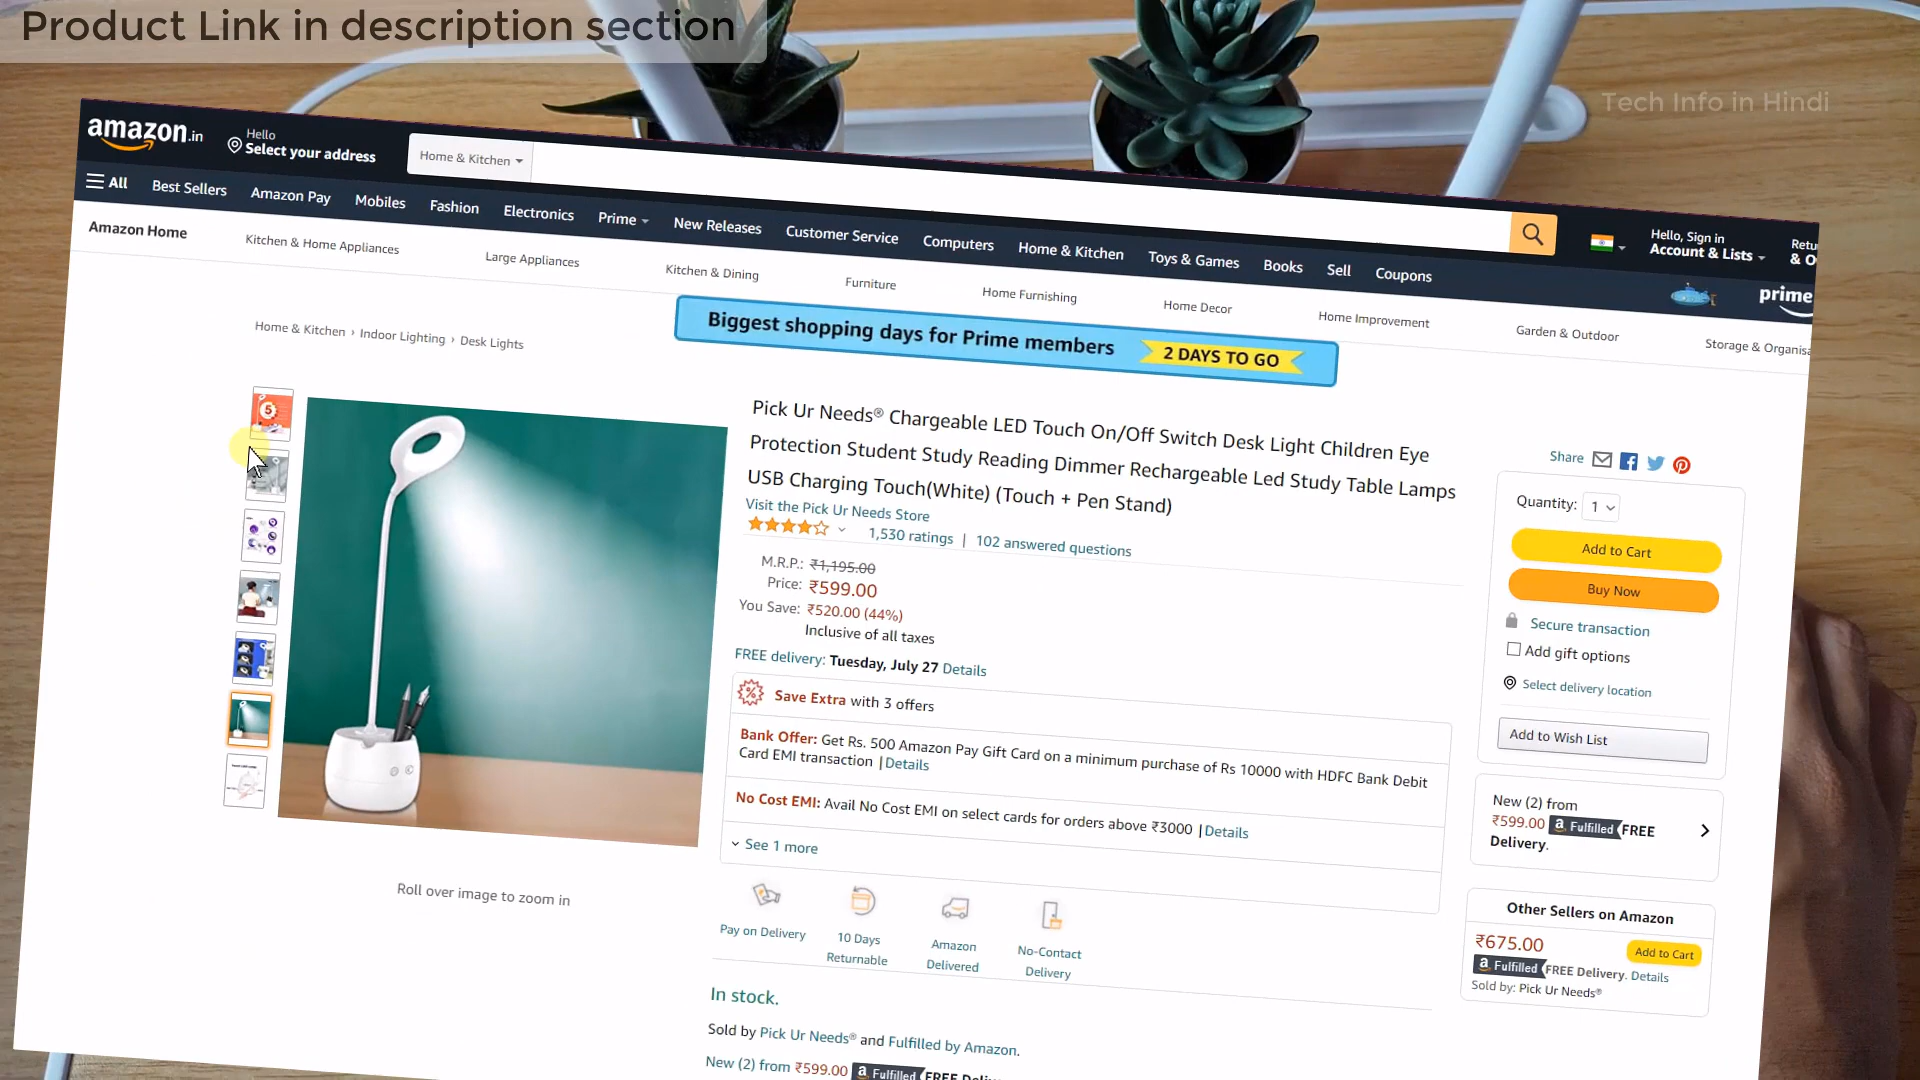 Product Link in description section
Tech Info in Hindi
amazon.in
Hello
Select your address
Home & Kitchen
Hello, Sign in
Account & Lists
Retu
& O
All
Best Sellers
Amazon Pay
Mobiles
Fashion
Electronics
Prime
New Releases
Customer Service
Computers
Home & Kitchen
Toys & Games
Books
Sell
Coupons
prime
Amazon Home
Kitchen & Home Appliances
Large Appliances
Kitchen & Dining
Furniture
Home Furnishing
Home Decor
Home Improvement
Garden & Outdoor
Storage & Organisa
Biggest shopping days for Prime members
2 DAYS TO GO
Home & Kitchen › Indoor Lighting › Desk Lights
5
Roll over image to zoom in
Pick Ur Needs® Chargeable LED Touch On/Off Switch Desk Light Children Eye
Protection Student Study Reading Dimmer Rechargeable Led Study Table Lamps
USB Charging Touch(White) (Touch + Pen Stand)
Visit the Pick Ur Needs Store
1,530 ratings | 102 answered questions
M.R.P.: ₹1,195.00
Price: ₹599.00
You Save: ₹520.00 (44%)
Inclusive of all taxes
FREE delivery: Tuesday, July 27 Details
Save Extra with 3 offers
Bank Offer: Get Rs. 500 Amazon Pay Gift Card on a minimum purchase of Rs 10000 with HDFC Bank Debit
Card EMI transaction |Details
No Cost EMI: Avail No Cost EMI on select cards for orders above ₹3000 |Details
See 1 more
Pay on Delivery
10 Days
Returnable
Amazon
Delivered
No-Contact
Delivery
In stock.
Sold by Pick Ur Needs® and Fulfilled by Amazon.
New (2) from ₹599.00 a Fulfilled FREE
Share
Quantity: 1
Add to Cart
Buy Now
Secure transaction
Add gift options
Select delivery location
Add to Wish List
New (2) from
₹599.00 a Fulfilled FREE
Delivery.
Other Sellers on Amazon
₹675.00
Add to Cart
a Fulfilled FREE Delivery. Details
Sold by: Pick Ur Needs®